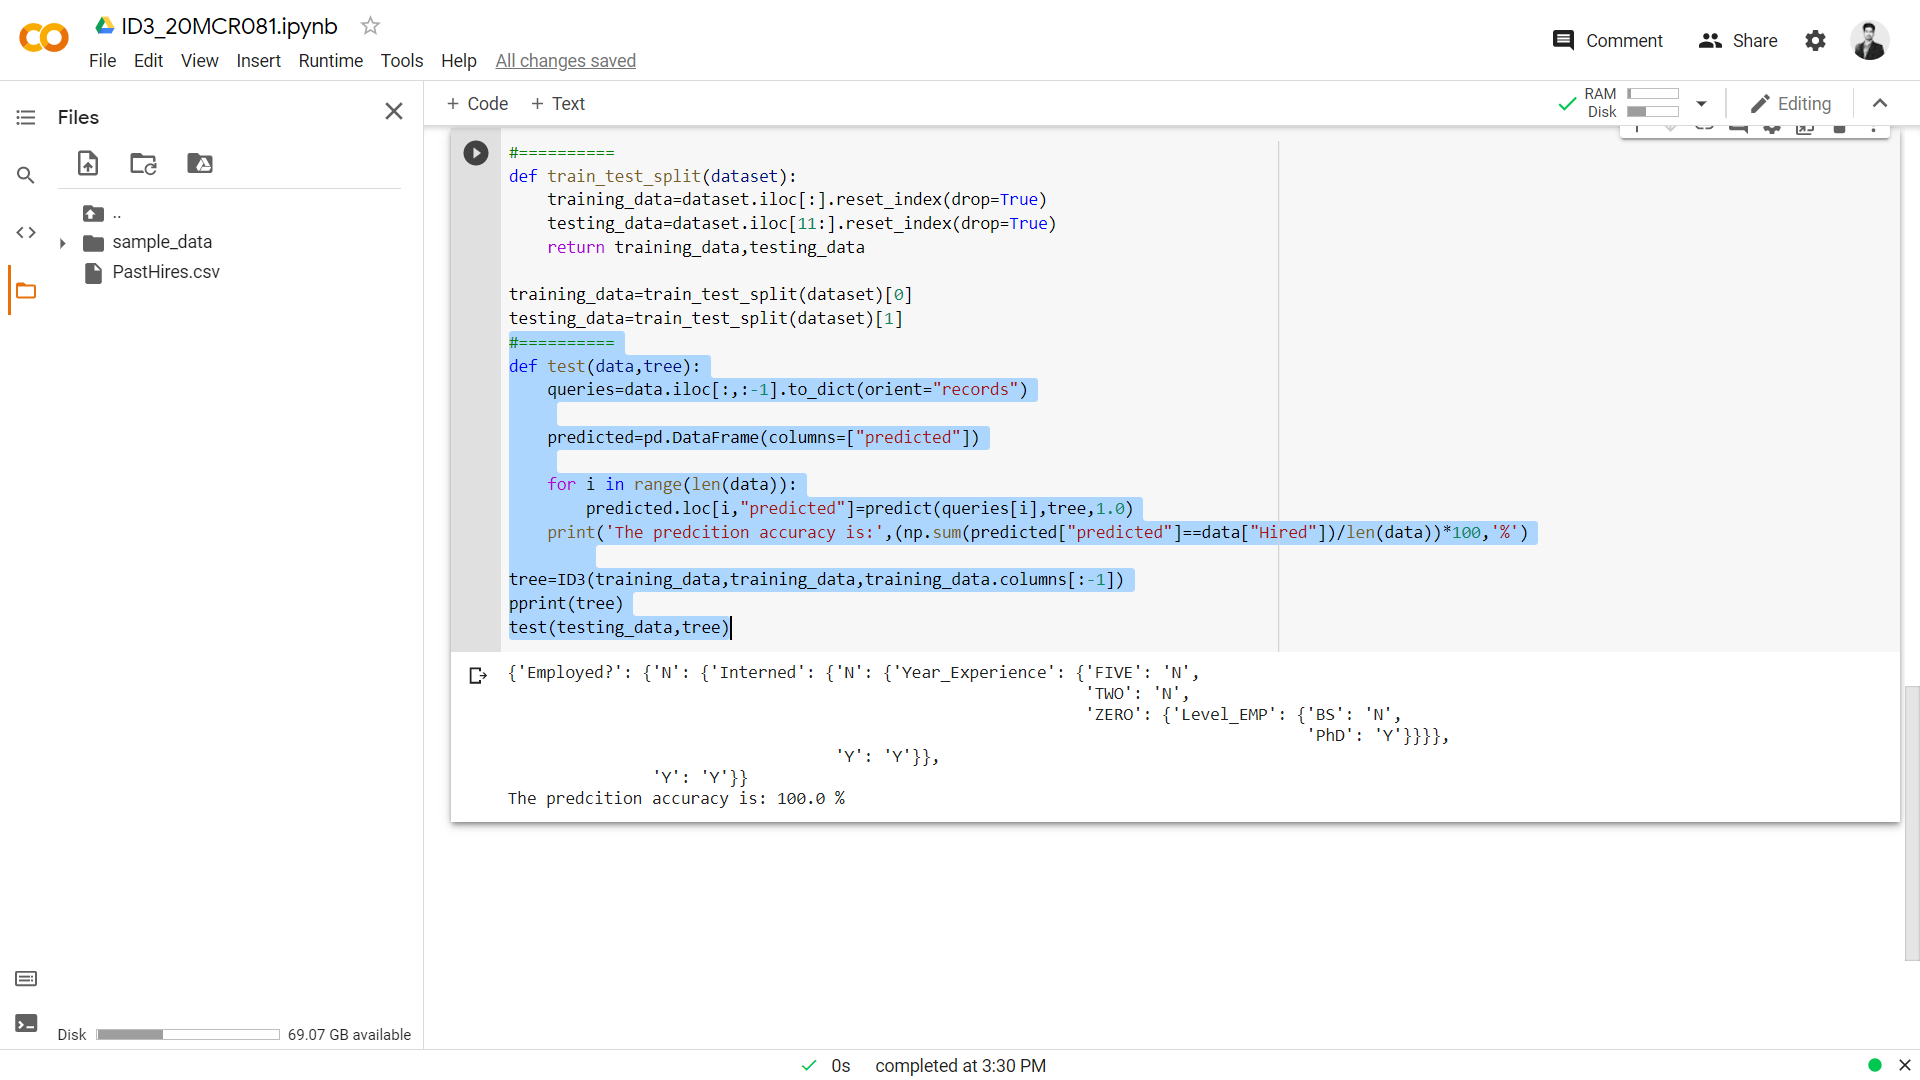 ID3_20MCR081.ipynb
File Edit View Insert Runtime Tools Help All changes saved
Comment Share
Files
+ Code + Text
RAM
Disk
Editing
..
sample_data
PastHires.csv
#==========
def train_test_split(dataset):
    training_data=dataset.iloc[:].reset_index(drop=True)
    testing_data=dataset.iloc[11:].reset_index(drop=True)
    return training_data,testing_data
training_data=train_test_split(dataset)[0]
testing_data=train_test_split(dataset)[1]
#==========
def test(data,tree):
    queries=data.iloc[:,:-1].to_dict(orient="records")
    predicted=pd.DataFrame(columns=["predicted"])
    for i in range(len(data)):
        predicted.loc[i,"predicted"]=predict(queries[i],tree,1.0)
    print('The predcition accuracy is:',(np.sum(predicted["predicted"]==data["Hired"])/len(data))*100,'%')
tree=ID3(training_data,training_data,training_data.columns[:-1])
pprint(tree)
test(testing_data,tree)
{'Employed?': {'N': {'Interned': {'N': {'Year_Experience': {'FIVE': 'N',
'TWO': 'N',
'ZERO': {'Level_EMP': {'BS': 'N',
'PhD': 'Y'}}}},
'Y': 'Y'}},
'Y': 'Y'}}
The predcition accuracy is: 100.0 %
Disk 69.07 GB available
0s completed at 3:30 PM